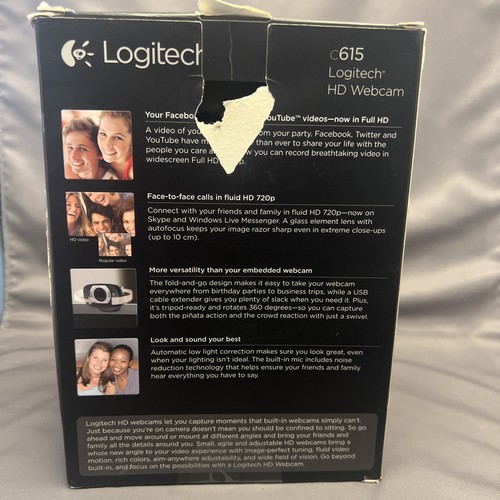 Logitech
c615
Logitech®
HD Webcam
Your Facebook YouTube™ videos—now in Full HD
A video of you from your party. Facebook, Twitter and
YouTube have than ever to share your life with the
people you care you can record breathtaking video in
widescreen Full HD
Face-to-face calls in fluid HD 720p
Connect with your friends and family in fluid HD 720p—now on
Skype and Windows Live Messenger. A glass element lens with
autofocus keeps your image razor sharp even in extreme close-ups
(up to 10 cm).
HD video
Regular video
More versatility than your embedded webcam
The fold-and-go design makes it easy to take your webcam
everywhere from birthday parties to business trips, while a USB
cable extender gives you plenty of slack when you need it. Plus,
it's tripod-ready and rotates 360 degrees—so you can capture
both the piñata action and the crowd reaction with just a swivel.
Look and sound your best
Automatic low light correction makes sure you look great, even
when your lighting isn't ideal. The built-in mic includes noise
reduction technology that helps ensure your friends and family
hear everything you have to say.
Logitech HD webcams let you capture moments that built-in webcams simply can't.
Just because you're on camera doesn't mean you should be confined to sitting. So go
ahead and move around or mount at different angles and bring your friends and
family all the details around you. Small, agile and adjustable HD webcams bring a
whole new angle to your video experience with image-perfect tuning, fluid video
motion, rich colors, aim-anywhere adjustability, and wide field of vision. Go beyond
built-in, and focus on the possibilities with a Logitech HD Webcam.